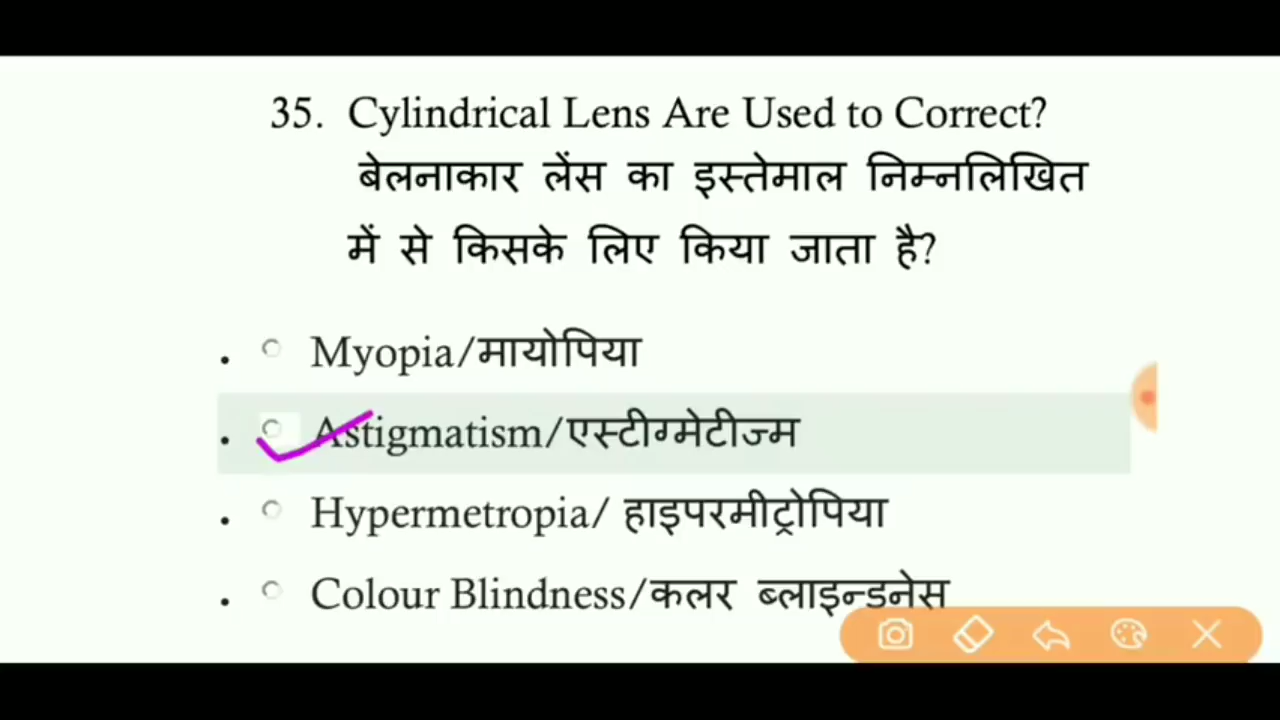 35. Cylindrical Lens Are Used to Correct?
बेलनाकार लेंस का इस्तेमाल निम्नलिखित
में से किसके लिए किया जाता है?
Myopia/मायोपिया
Astigmatism/एस्टीग्मेटीज्म
Hypermetropia/ हाइपरमीट्रोपिया
Colour Blindness/कलर ब्लाइन्डनेस